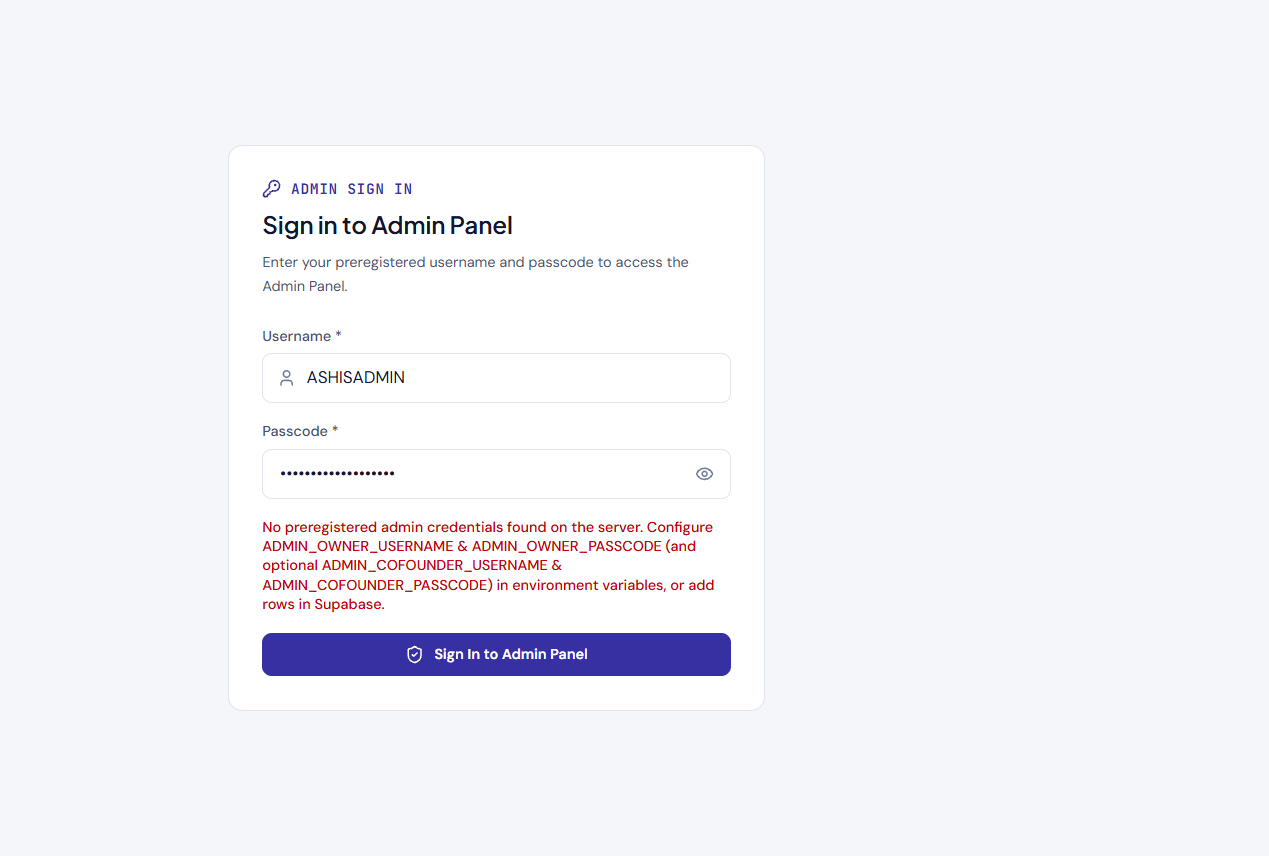 ADMIN SIGN IN
Sign in to Admin Panel
Enter your preregistered username and passcode to access the
Admin Panel.
Username *
ASHISADMIN
Passcode *
•••••••••••••••••••
No preregistered admin credentials found on the server. Configure
ADMIN_OWNER_USERNAME & ADMIN_OWNER_PASSCODE (and
optional ADMIN_COFOUNDER_USERNAME &
ADMIN_COFOUNDER_PASSCODE) in environment variables, or add
rows in Supabase.
Sign In to Admin Panel